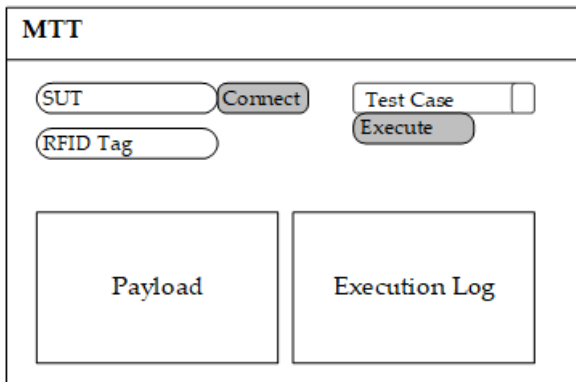 MTT
SUT
Connect
Test Case
Execute
RFID Tag
Payload
Execution Log